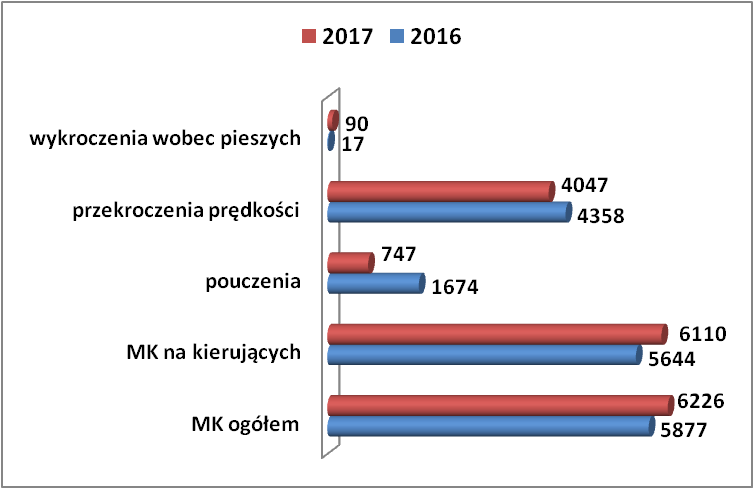 2017 2016
wykroczenia wobec pieszych
90
17
przekroczenia prędkości
4047
4358
pouczenia
747
1674
MK na kierujących
6110
5644
MK ogółem
6226
5877